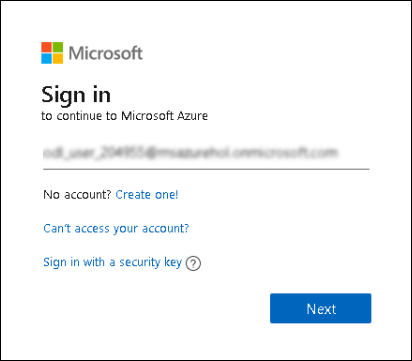 Microsoft
Sign in
to continue to Microsoft Azure
No account? Create one!
Can't access your account?
Sign in with a security key ?
Next